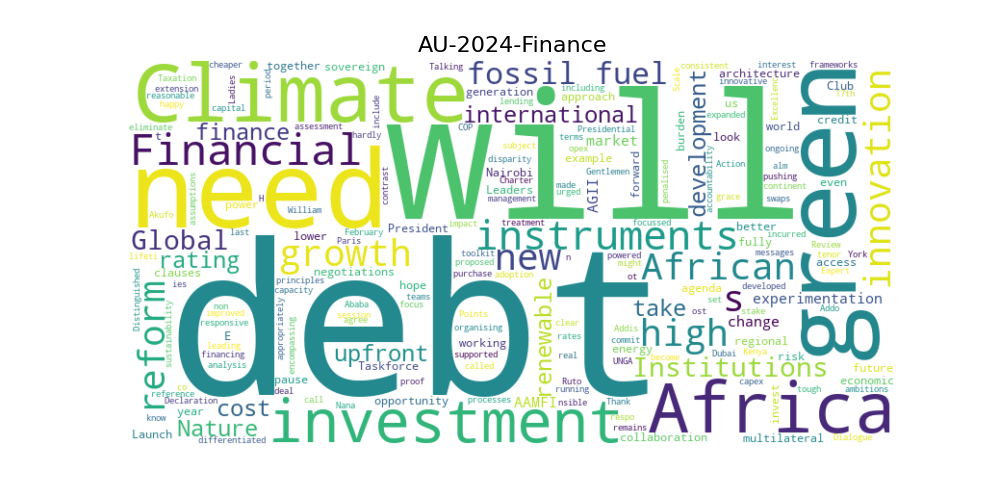 AU-2024-Finance
cheaper together sovereign Talking fossil fuel consistent interest frameworks
Taxation period Ladies Climate generation including architecture innovative Club 17th
reasonable extension capital include lending approach Scale us Excellenc
happy international Will expanded credit
eliminate t finance assessment hardly COP terms Presidential development burden look world
Financial opex market subject example green innovation
need contrast disparity Nairobi Gentlemen forward penalised Action ongoing alm
assumptions Charter made AGII accountability pushing even
power H Leaders urged grace continent swaps
Akufo William management
last February President impact treatment focussed better incurred
Global lower Paris instruments fully messages Review
rating growth toolkit n powered African access tenor York
lifeti clauses negotiations new proposed might agenda developed Expert
Distinguished ies principles hope purchase adoption ot set s experimentation
reform non capacity teams take ost stake Addo
improved Ababa focus debt Points renewable clear Addis high change
sustainability responsive appropriately session organising rates commit regional
E agree upfront working real energy Dubai Kenya risk future
leading encompassing supported UNGA become economic
financing Taskforce called Institutions
analysis pause proof Ruto capex tough ambitions
co deal running
reference call opportunity processes AAMFI nsible Thank invest
Declaration cost Nana investment respo Africa
know year remains
Launch Nature differentiated collaboration multilateral Dialogue